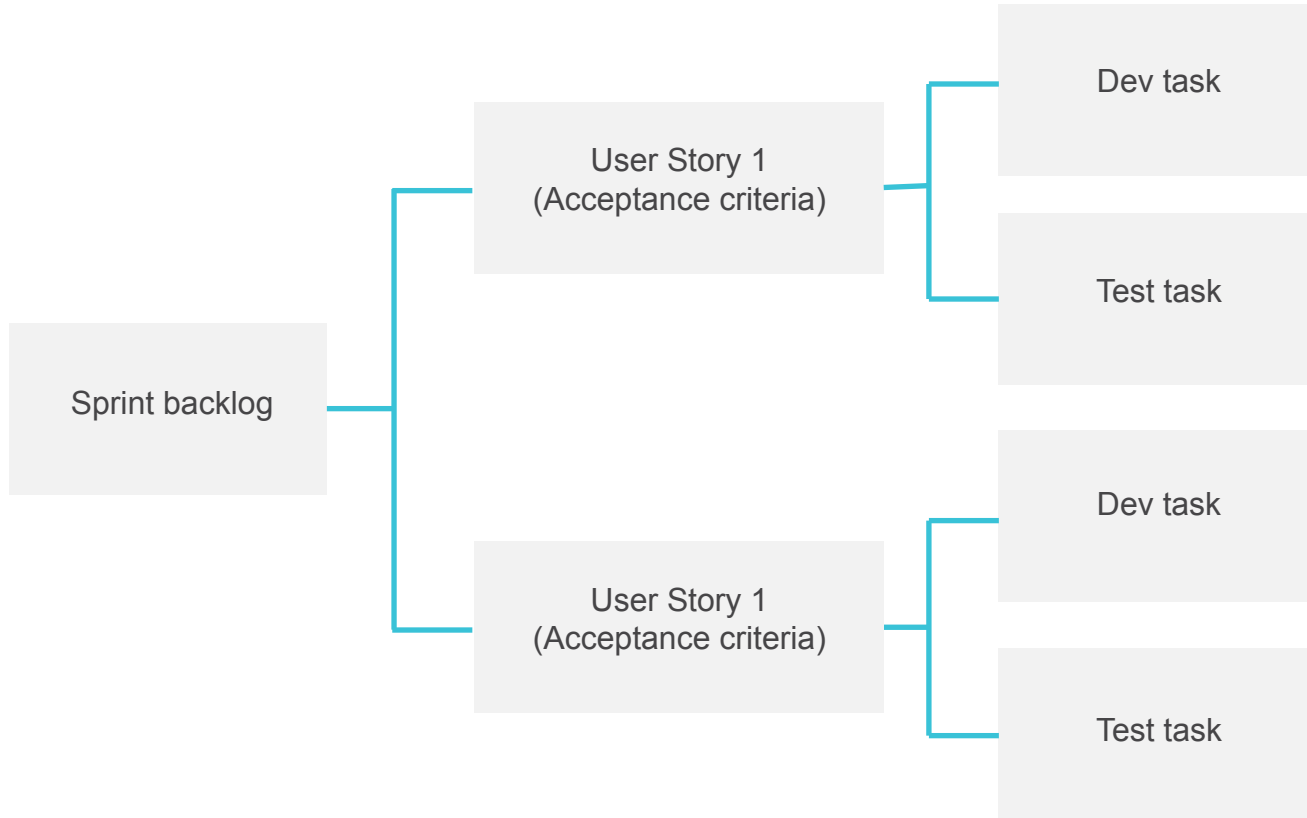 Sprint backlog
User Story 1
(Acceptance criteria)
Dev task
Test task
User Story 1
(Acceptance criteria)
Dev task
Test task